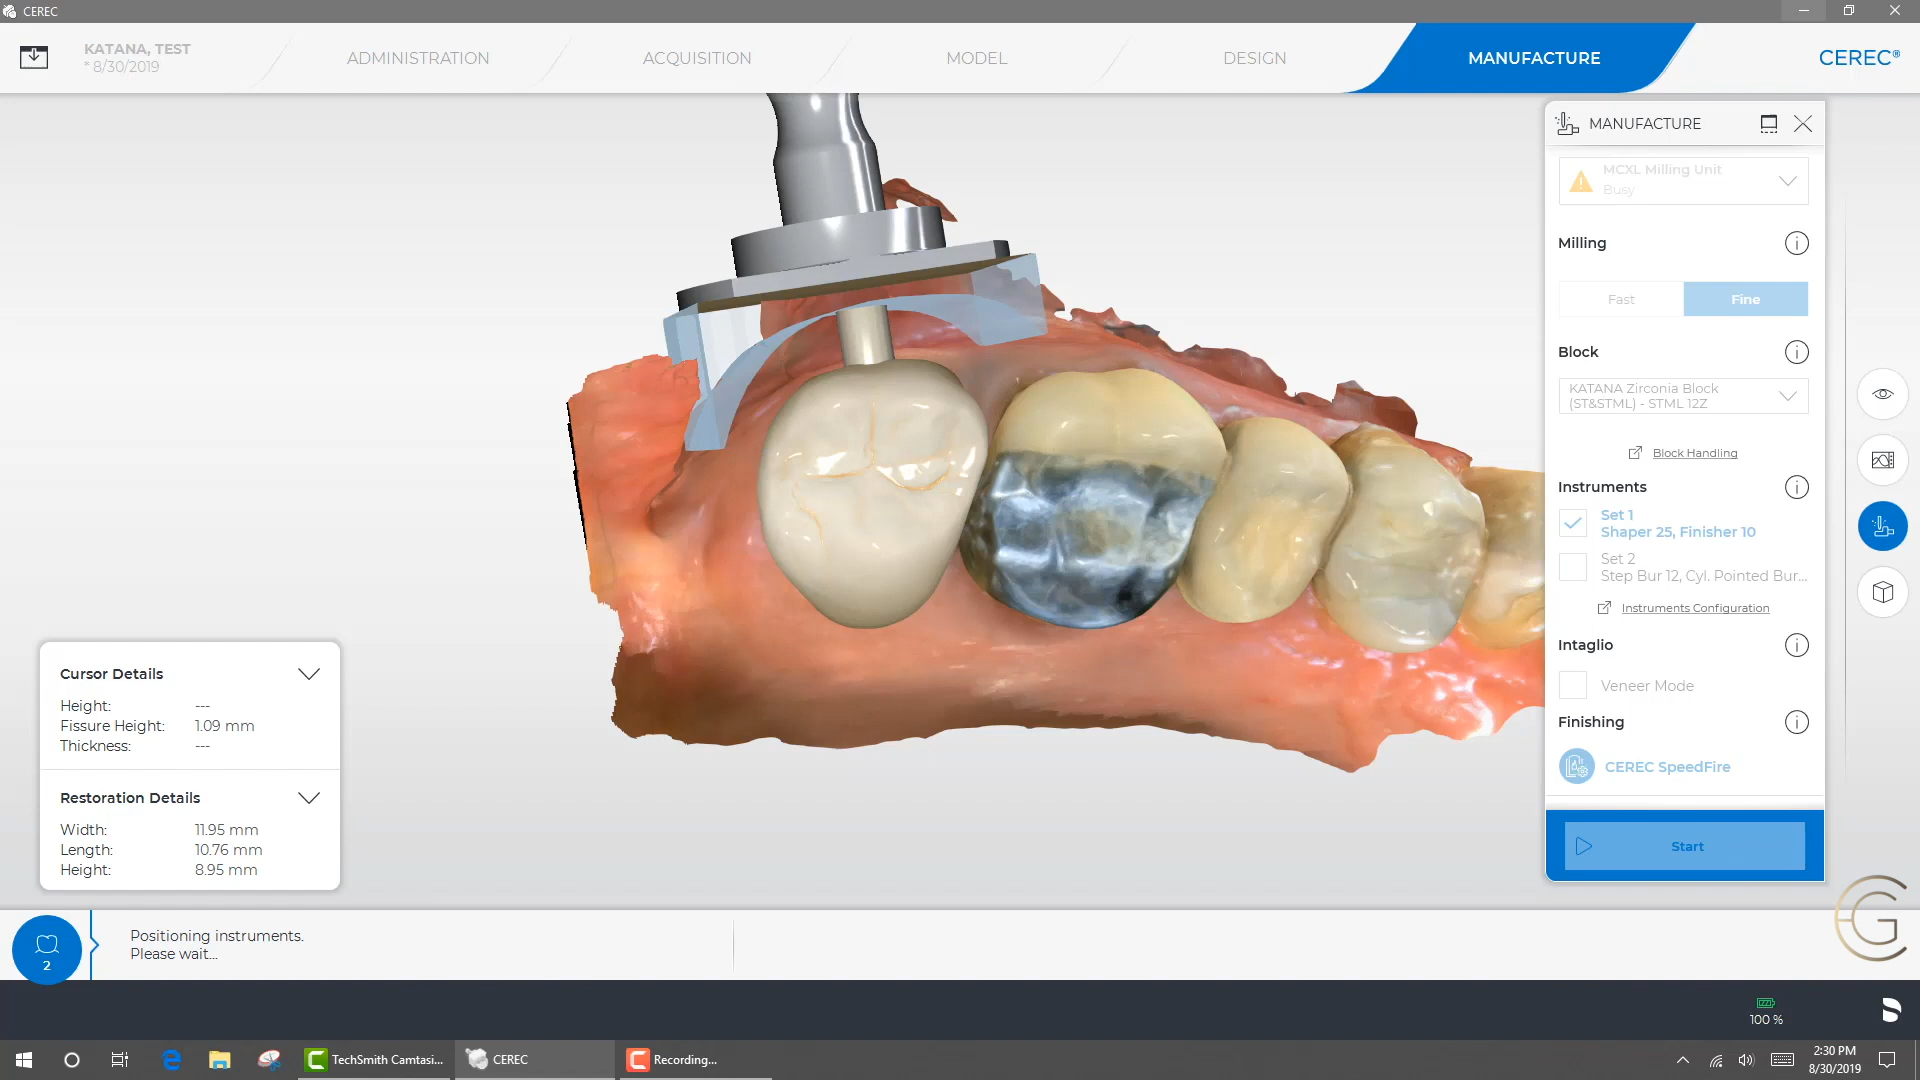 CEREC
KATANA, TEST
* 8/30/2019
ADMINISTRATION
ACQUISITION
MODEL
DESIGN
MANUFACTURE
CEREC®
MANUFACTURE
MCXL Milling Unit
Busy
Milling
Fast
Fine
Block
KATANA Zirconia Block
(ST&STML) - STML 12Z
Block Handling
Instruments
Set 1
Shaper 25, Finisher 10
Set 2
Step Bur 12, Cyl. Pointed Bur...
Instruments Configuration
Intaglio
Veneer Mode
Finishing
CEREC SpeedFire
Start
Cursor Details
Height: ---
Fissure Height: 1.09 mm
Thickness: ---
Restoration Details
Width: 11.95 mm
Length: 10.76 mm
Height: 8.95 mm
2
Positioning instruments.
Please wait...
100 %
TechSmith Camtasi...
CEREC
Recording...
2:30 PM
8/30/2019